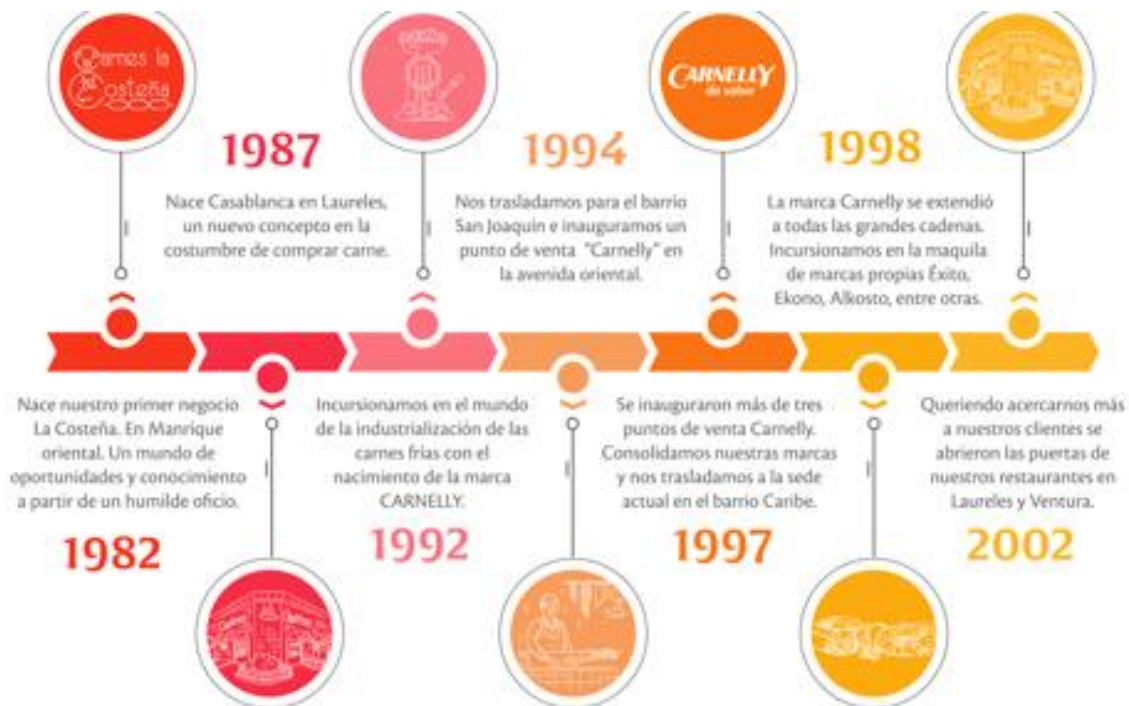 Carnes la
Costeña
CARNELLY
de sabor
1987
Nace Casablanca en Laureles,
un nuevo concepto en la
costumbre de comprar carne.
1994
Nos trasladamos para el barrio
San Joaquín e inauguramos un
punto de venta "Carnelly" en
la avenida oriental.
1998
La marca Carnelly se extendió
a todas las grandes cadenas.
Incursionamos en la maquila
de marcas propias Éxito,
Ekono, Alkosto, entre otras.
Nace nuestro primer negocio
La Costeña. En Manrique
oriental. Un mundo de
oportunidades y conocimiento
a partir de un humilde oficio.
1982
Incursionamos en el mundo
de la industrialización de las
carnes frías con el
nacimiento de la marca
CARNELLY.
1992
Se inauguraron más de tres
puntos de venta Carnelly.
Consolidamos nuestras marcas
y nos trasladamos a la sede
actual en el barrio Caribe.
1997
Queriendo acercarnos más
a nuestros clientes se
abrieron las puertas de
nuestros restaurantes en
Laureles y Ventura.
2002